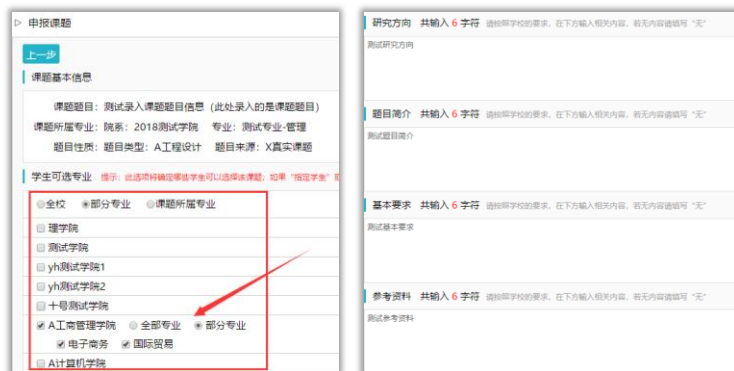 申报课题
上一步
课题基本信息
课题题目：测试录入课题题目信息（此处录入的是课题题目）
课题所属专业：院系：2018测试学院 专业：测试专业-管理
题目性质：题目类型：A工程设计 题目来源：X真实课题
学生可选专业 提示：此选项将确定哪些学生可以选择该课题；如果“指定学生”
全校 部分专业 课题所属专业
理学院
测试学院
yh测试学院1
yh测试学院2
十号测试学院
A工商管理学院 全部专业 部分专业
电子商务 国际贸易
A计算机学院
研究方向 共输入 6 字符 请按照学校的要求，在下方输入相关内容，若无内容请填写“无”
测试研究方向
题目简介 共输入 6 字符 请按照学校的要求，在下方输入相关内容，若无内容请填写“无”
测试题目简介
基本要求 共输入 6 字符 请按照学校的要求，在下方输入相关内容，若无内容请填写“无”
测试基本要求
参考资料 共输入 6 字符 请按照学校的要求，在下方输入相关内容，若无内容请填写“无”
测试参考资料